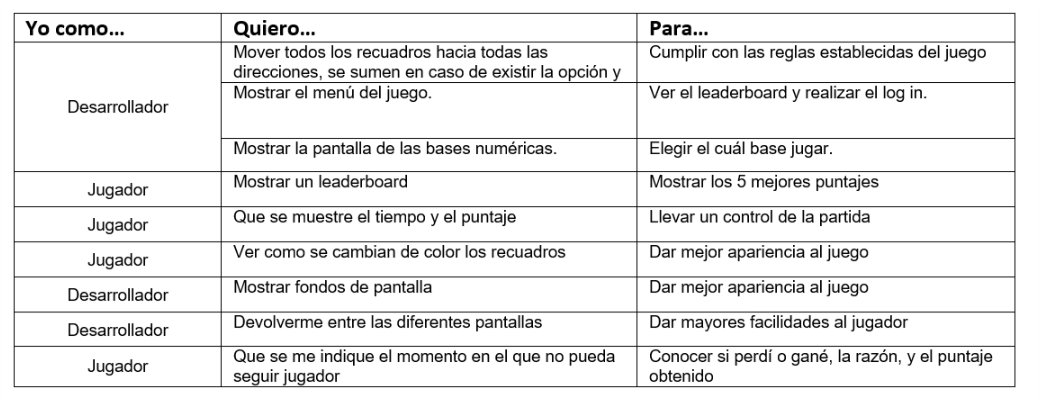 Yo como... Quiero... Para...
Mover todos los recuadros hacia todas las Cumplir con las reglas establecidas del juego
direcciones, se sumen en caso de existir la opción y
Desarrollador
Mostrar el menú del juego. Ver el leaderboard y realizar el log in.
Mostrar la pantalla de las bases numéricas. Elegir el cuál base jugar.
Jugador Mostrar un leaderboard Mostrar los 5 mejores puntajes
Jugador Que se muestre el tiempo y el puntaje Llevar un control de la partida
Jugador Ver como se cambian de color los recuadros Dar mejor apariencia al juego
Desarrollador Mostrar fondos de pantalla Dar mejor apariencia al juego
Desarrollador Devolverme entre las diferentes pantallas Dar mayores facilidades al jugador
Jugador Que se me indique el momento en el que no pueda Conocer si perdí o gané, la razón, y el puntaje
seguir jugador obtenido